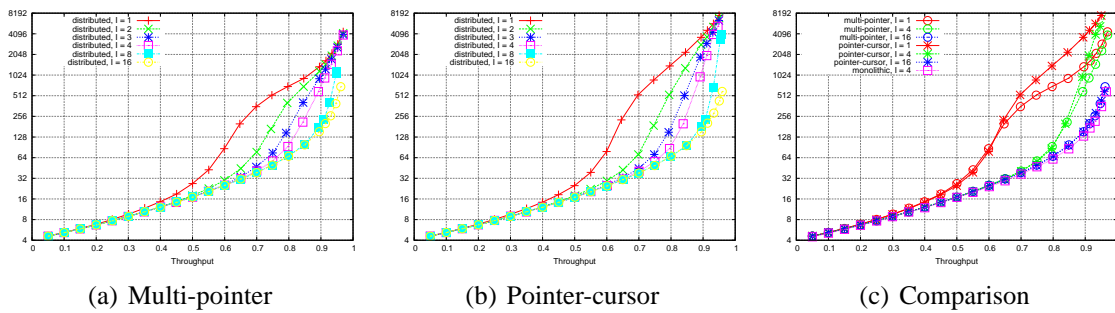 8192
4096
2048
1024
512
256
128
64
32
16
8
4
0 0.1 0.2 0.3 0.4 0.5 0.6 0.7 0.8 0.9 1
Throughput
distributed, I = 1
distributed, I = 2
distributed, I = 3
distributed, I = 4
distributed, I = 8
distributed, I = 16
(a) Multi-pointer
8192
4096
2048
1024
512
256
128
64
32
16
8
4
0 0.1 0.2 0.3 0.4 0.5 0.6 0.7 0.8 0.9 1
Throughput
distributed, I = 1
distributed, I = 2
distributed, I = 3
distributed, I = 4
distributed, I = 8
distributed, I = 16
(b) Pointer-cursor
8192
4096
2048
1024
512
256
128
64
32
16
8
4
0 0.1 0.2 0.3 0.4 0.5 0.6 0.7 0.8 0.9
Throughput
multi-pointer, I = 1
multi-pointer, I = 4
multi-pointer, I = 16
pointer-cursor, I = 1
pointer-cursor, I = 4
pointer-cursor, I = 16
monolithic, I = 4
(c) Comparison